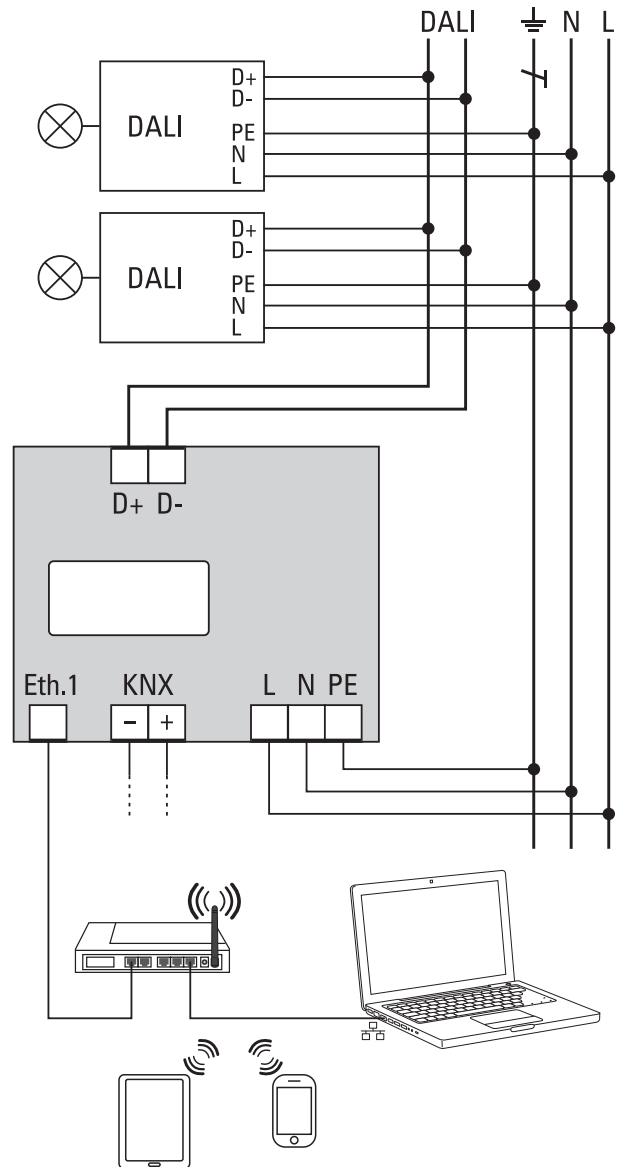 DALI N L
D+
D-
DALI PE
N
L
D+
D-
DALI PE
N
L
D+ D-
Eth.1 KNX L N PE
- +